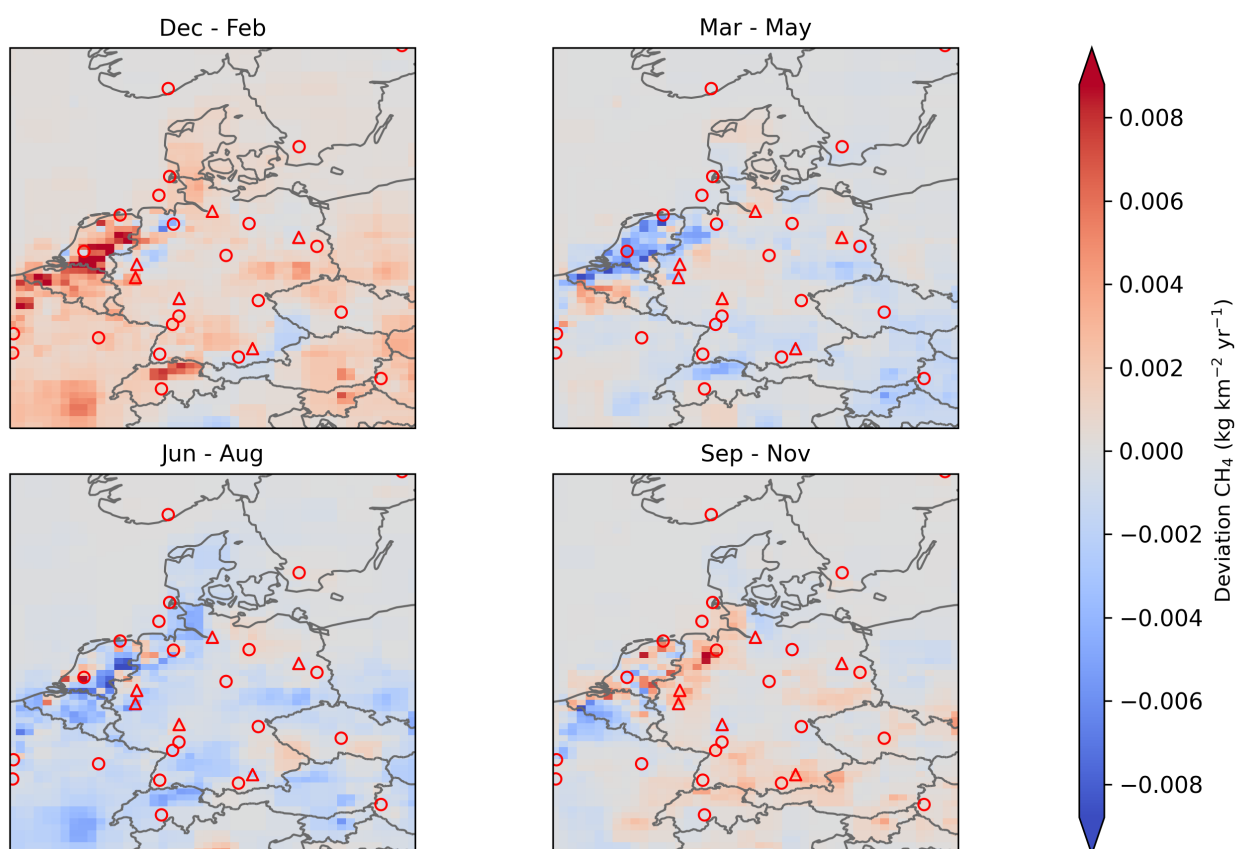 Dec - Feb
Mar - May
Jun - Aug
Sep - Nov
0.008
0.006
0.004
0.002
0.000
−0.002
−0.004
−0.006
−0.008
Deviation CH₄ (kg km⁻² yr⁻¹)